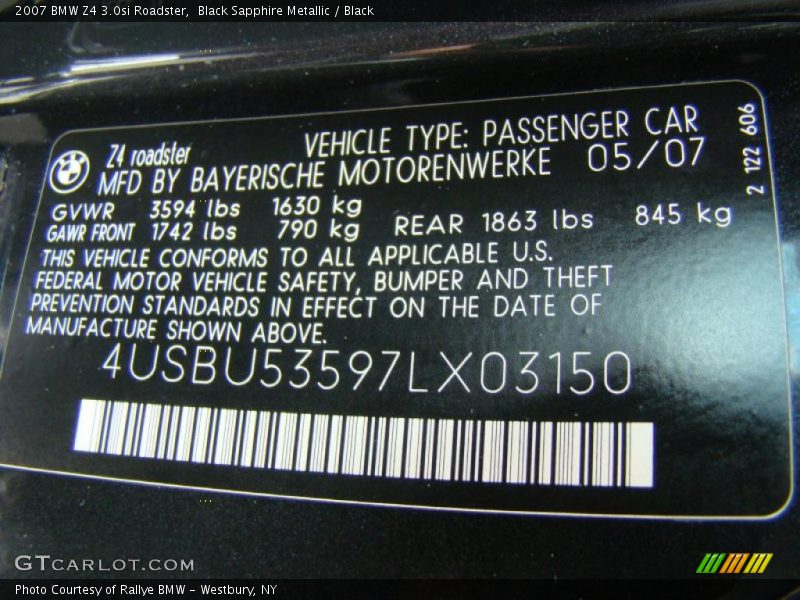 2007 BMW Z4 3.0si Roadster,  Black Sapphire Metallic / Black
BMW
Z4 roadster
VEHICLE TYPE: PASSENGER CAR
MFD BY BAYERISCHE MOTORENWERKE 05/07
GVWR 3594 lbs 1630 kg
GAWR FRONT 1742 lbs 790 kg REAR 1863 lbs 845 kg
THIS VEHICLE CONFORMS TO ALL APPLICABLE U.S.
FEDERAL MOTOR VEHICLE SAFETY, BUMPER AND THEFT
PREVENTION STANDARDS IN EFFECT ON THE DATE OF
MANUFACTURE SHOWN ABOVE.
4USBU53597LX03150
2 122 606
GTCARLOT.COM
Photo Courtesy of Rallye BMW - Westbury, NY